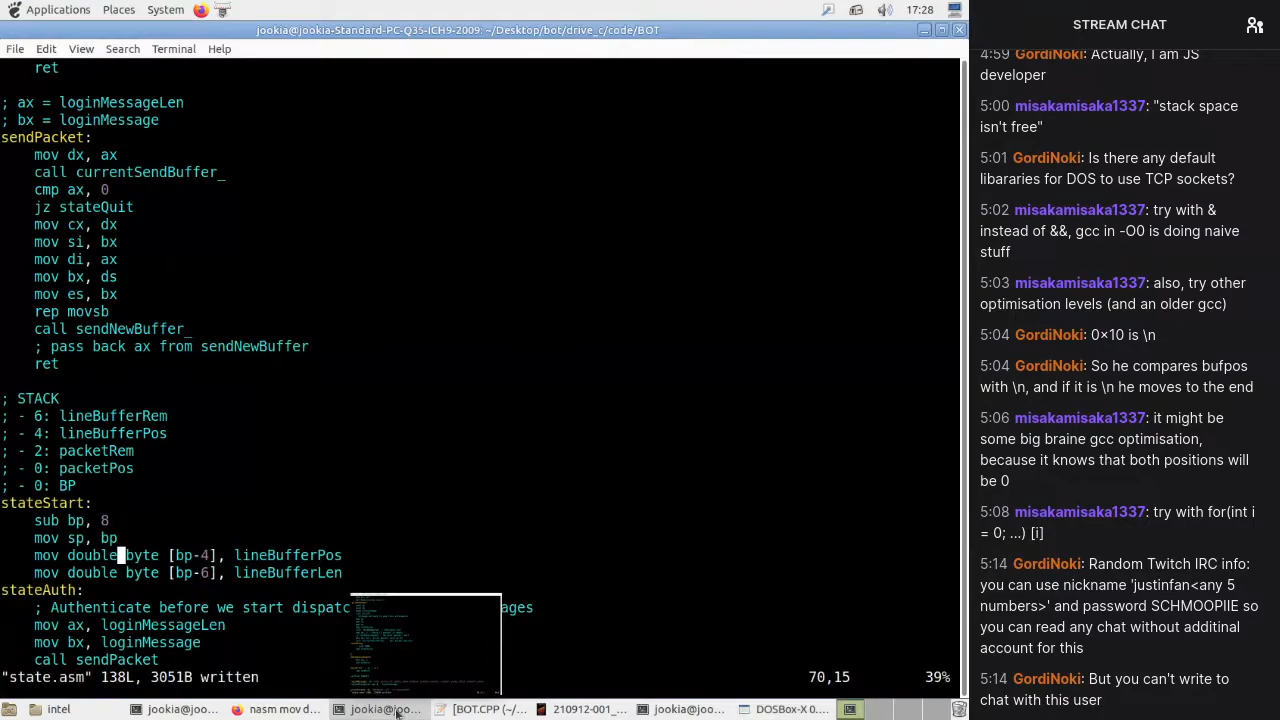 Applications Places System 17:28
jookia@jookia-Standard-PC-Q35-ICH9-2009: ~/Desktop/bot/drive_c/code/BOT
File Edit View Search Terminal Help
ret
; ax = loginMessageLen
; bx = loginMessage
sendPacket:
mov dx, ax
call currentSendBuffer_
cmp ax, 0
jz stateQuit
mov cx, dx
mov si, bx
mov di, ax
mov bx, ds
mov es, bx
rep movsb
call sendNewBuffer_
; pass back ax from sendNewBuffer
ret
; STACK
; - 6: lineBufferRem
; - 4: lineBufferPos
; - 2: packetRem
; - 0: packetPos
; - 0: BP
stateStart:
sub bp, 8
mov sp, bp
mov double byte [bp-4], lineBufferPos
mov double byte [bp-6], lineBufferLen
stateAuth:
; Authenticate before we start dispatc ages
mov ax, loginMessageLen
mov bx, loginMessage
call sendPacket
"state.asm" 138L, 3051B written 70,15 39%
intel jookia@joo... nasm mov d... jookia@joo... [BOT.CPP (~/... 210912-001_... jookia@joo... DOSBox-X 0....
STREAM CHAT
4:59 GordiNoki: Actually, I am JS
developer
5:00 misakamisaka1337: "stack space
isn't free"
5:01 GordiNoki: Is there any default
libararies for DOS to use TCP sockets?
5:02 misakamisaka1337: try with &
instead of &&, gcc in -O0 is doing naive
stuff
5:03 misakamisaka1337: also, try other
optimisation levels (and an older gcc)
5:04 GordiNoki: 0x10 is \n
5:04 GordiNoki: So he compares bufpos
with \n, and if it is \n he moves to the end
5:06 misakamisaka1337: it might be
some big braine gcc optimisation,
because it knows that both positions will
be 0
5:08 misakamisaka1337: try with for(int i
= 0; ...) [i]
5:14 GordiNoki: Random Twitch IRC info:
you can use nickname 'justinfan<any 5
numbers>' and password SCHMOOPIE so
you can read any chat without additinal
account for this
5:14 GordiNoki: But you can't write to
chat with this user